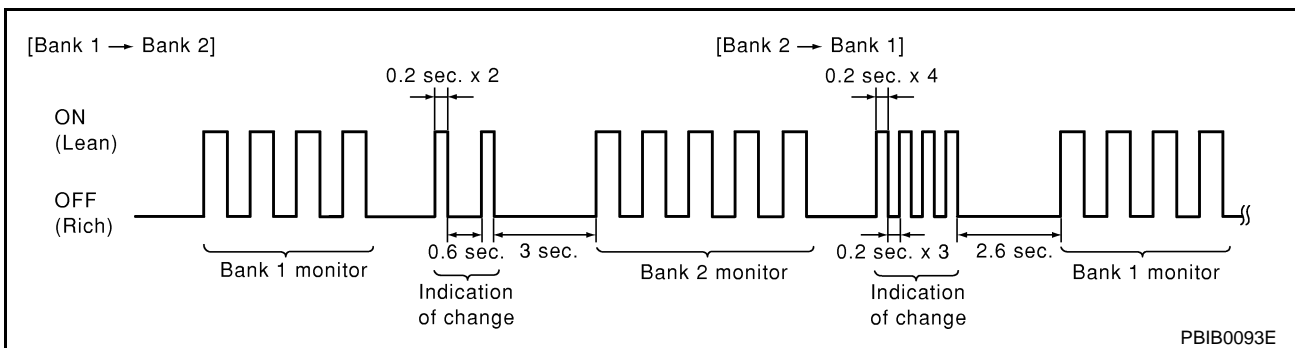 [Bank 1 → Bank 2]
[Bank 2 → Bank 1]
0.2 sec. x 2
0.2 sec. x 4
ON
(Lean)
OFF
(Rich)
0.6 sec.
3 sec.
0.2 sec. x 3
2.6 sec.
Bank 1 monitor
Bank 2 monitor
Bank 1 monitor
Indication
of change
Indication
of change
PBIB0093E